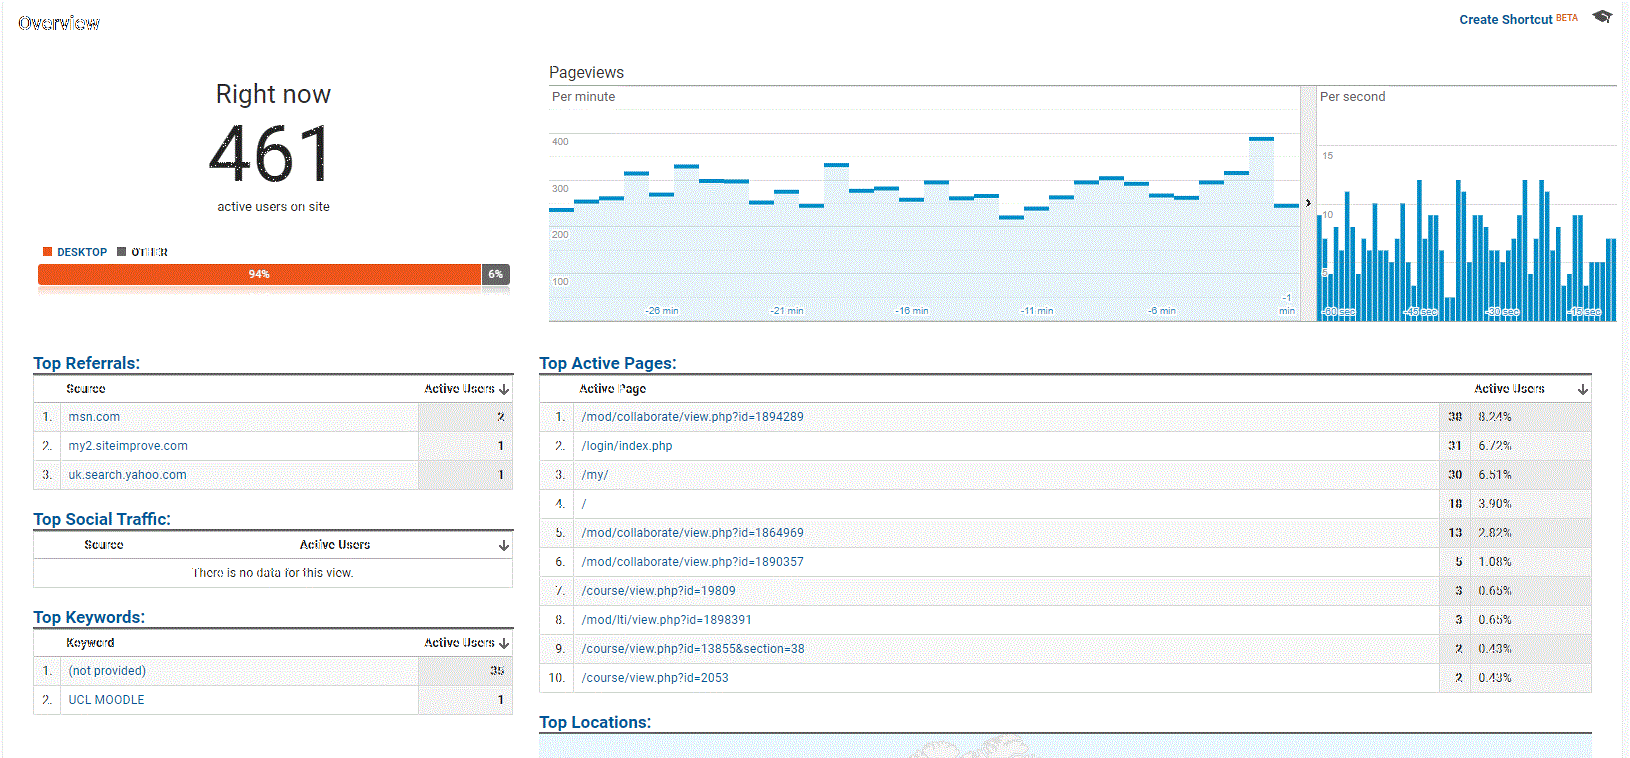 Overview
Create Shortcut BETA
Right now
461
active users on site
DESKTOP OTHER
94% 6%
Pageviews
Per minute
400
300
200
100
-26 min -21 min -16 min -11 min -6 min -1 min
Per second
15
10
5
-60 sec -45 sec -30 sec -15 sec
Top Referrals:
Source Active Users
1. msn.com 2
2. my2.siteimprove.com 1
3. uk.search.yahoo.com 1
Top Social Traffic:
Source Active Users
There is no data for this view.
Top Keywords:
Keyword Active Users
1. (not provided) 35
2. UCL MOODLE 1
Top Active Pages:
Active Page Active Users
1. /mod/collaborate/view.php?id=1894289 38 8.24%
2. /login/index.php 31 6.72%
3. /my/ 30 6.51%
4. / 18 3.90%
5. /mod/collaborate/view.php?id=1864969 13 2.82%
6. /mod/collaborate/view.php?id=1890357 5 1.08%
7. /course/view.php?id=19809 3 0.65%
8. /mod/lti/view.php?id=1898391 3 0.65%
9. /course/view.php?id=13855&section=38 2 0.43%
10. /course/view.php?id=2053 2 0.43%
Top Locations: